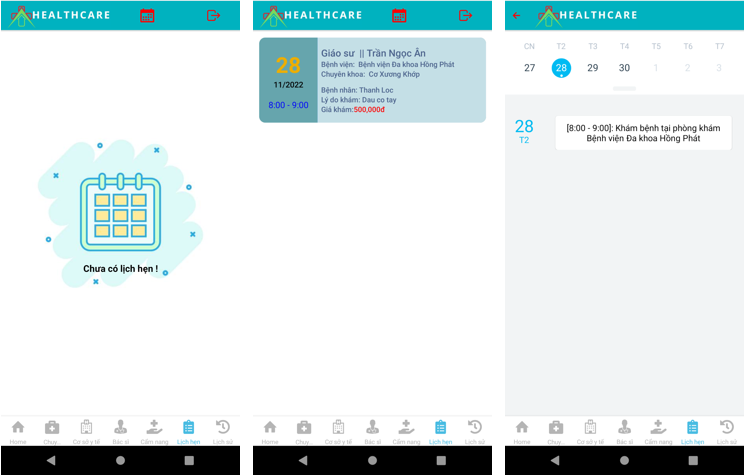 HEALTHCARE
Chưa có lịch hẹn !
Home
Chuy...
Cơ sở y tế
Bác sĩ
Cẩm nang
Lịch hẹn
Lịch sử
HEALTHCARE
28
11/2022
8:00 - 9:00
Giáo sư || Trần Ngọc Ân
Bệnh viện: Bệnh viện Đa khoa Hồng Phát
Chuyên khoa: Cơ Xương Khớp
Bệnh nhân: Thanh Loc
Lý do khám: Dau co tay
Giá khám:500,000đ
Home
Chuy...
Cơ sở y tế
Bác sĩ
Cẩm nang
Lịch hẹn
Lịch sử
HEALTHCARE
CN T2 T3 T4 T5 T6 T7
27 28 29 30 1 2 3
28
T2
[8:00 - 9:00]: Khám bệnh tại phòng khám
Bệnh viện Đa khoa Hồng Phát
Home
Chuy...
Cơ sở y tế
Bác sĩ
Cẩm nang
Lịch hẹn
Lịch sử